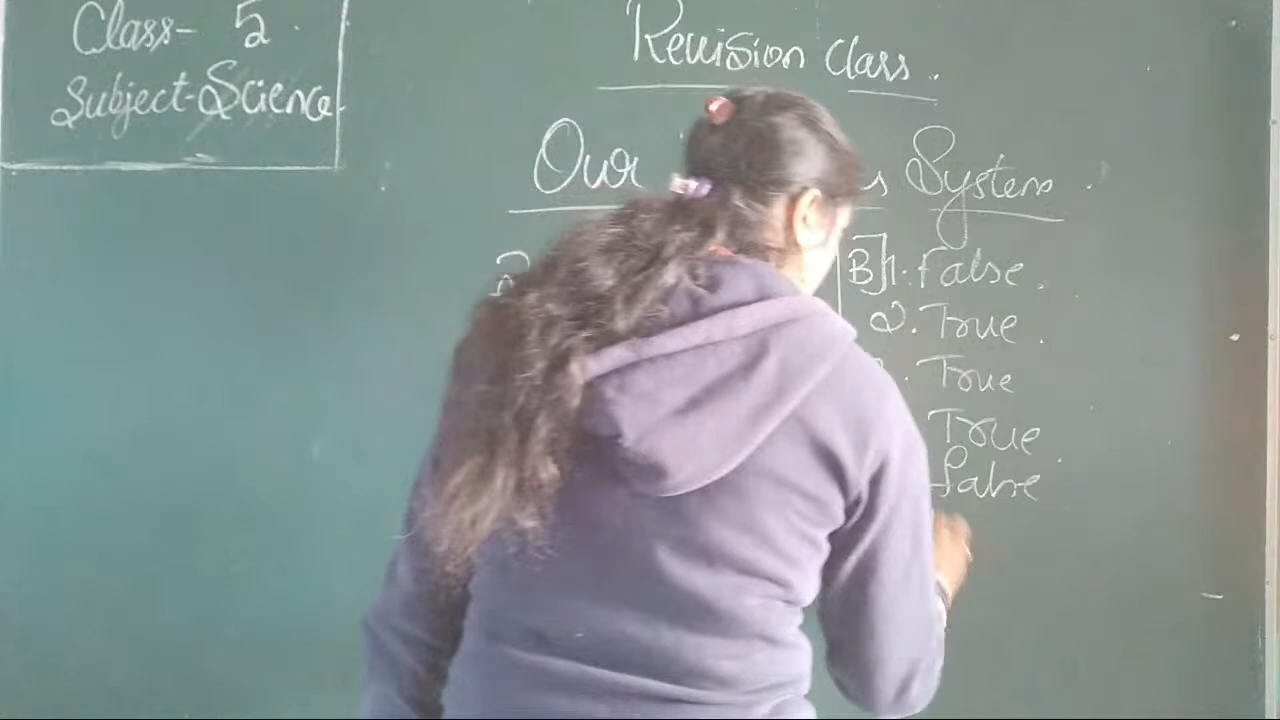 Class- 5
Subject-Science
Revision Class.
Our s System.
B] 1. False.
2. True.
. True
True.
false